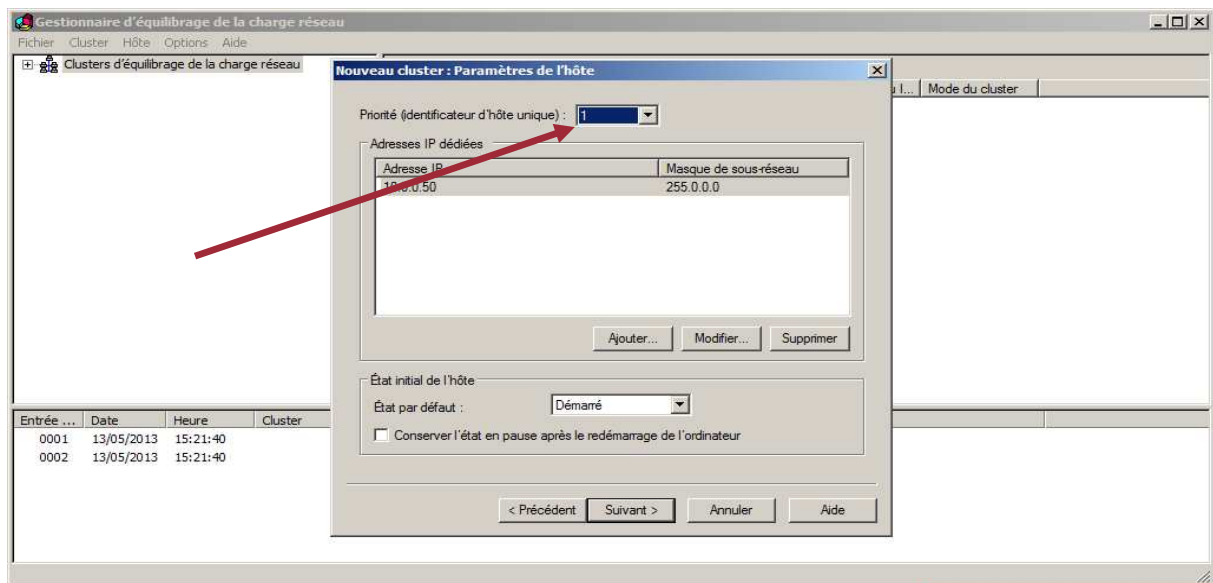 Gestionnaire d'équilibrage de la charge réseau
Fichier Cluster Hôte Options Aide
Clusters d'équilibrage de la charge réseau
Mode du cluster
Nouveau cluster : Paramètres de l'hôte
Priorité (identificateur d'hôte unique) : 1
Adresses IP dédiées
Adresse IP Masque de sous-réseau
10.0.0.50 255.0.0.0
Ajouter... Modifier... Supprimer
État initial de l'hôte
État par défaut : Démarré
Conserver l'état en pause après le redémarrage de l'ordinateur
< Précédent Suivant > Annuler Aide
Entrée ... Date Heure Cluster
0001 13/05/2013 15:21:40
0002 13/05/2013 15:21:40